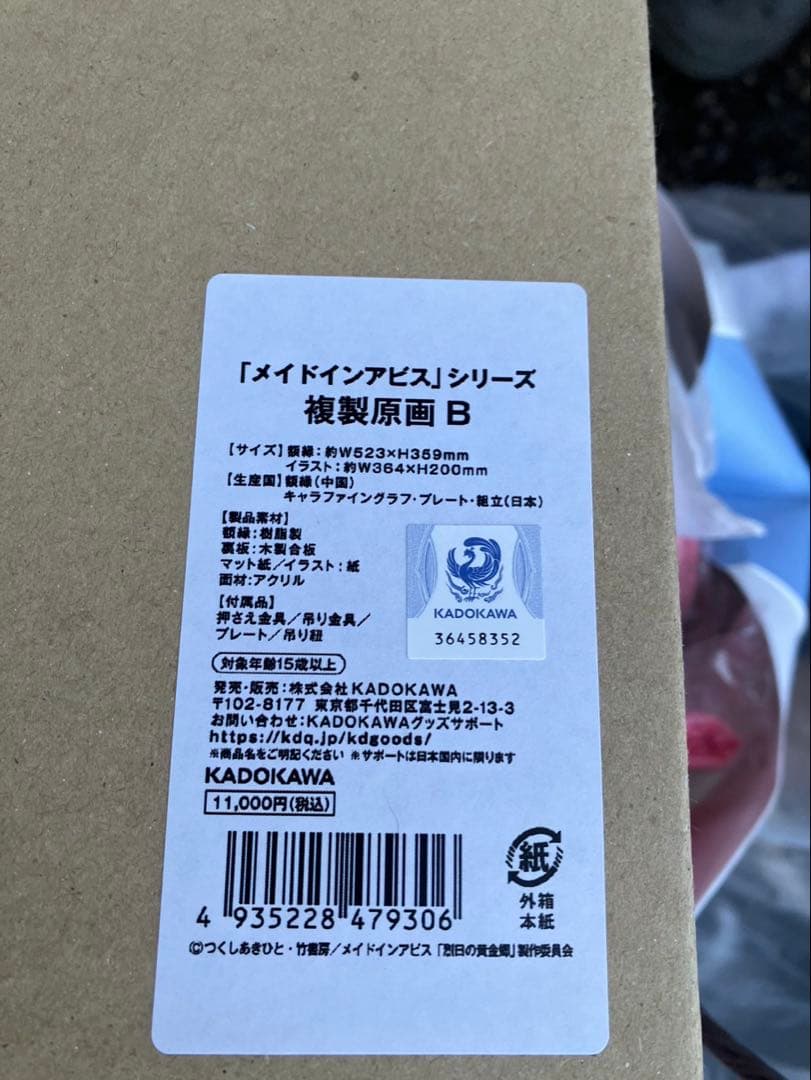 「メイドインアビス」シリーズ
複製原画 B
【サイズ】額縁：約W523×H359mm
イラスト：約W364×H200mm
【生産国】額縁（中国）
キャラファイングラフ・プレート・組立（日本）
【製品素材】
額縁：樹脂製
裏板：木製合板
マット紙／イラスト：紙
面材：アクリル
【付属品】
押さえ金具／吊り金具／
プレート／吊り紐
KADOKAWA
36458352
対象年齢15歳以上
発売・販売：株式会社KADOKAWA
〒102-8177 東京都千代田区富士見2-13-3
お問い合わせ：KADOKAWAグッズサポート
https://kdq.jp/kdgoods/
※商品名をご明記ください ※サポートは日本国内に限ります
KADOKAWA
11,000円（税込）
4 935228 479306
紙
外箱
本紙
©つくしあきひと・竹書房／メイドインアビス「烈日の黄金郷」製作委員会